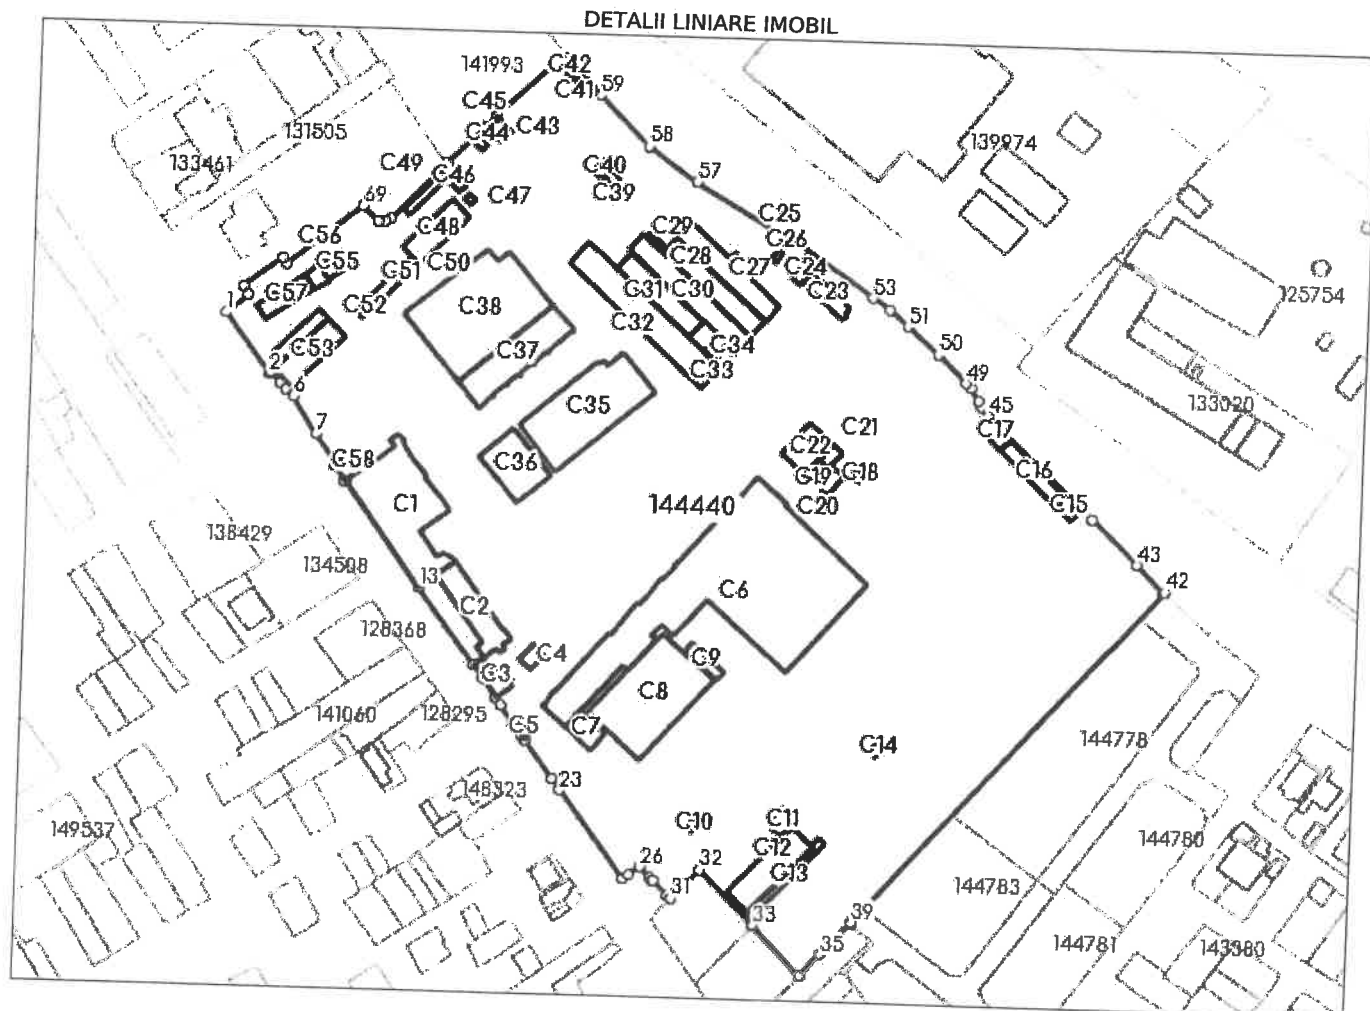 DETALII LINIARE IMOBIL
141993
C42
C41
59
C45
C44
C43
131505
133461
58
139974
C49
C46
C40
C39
57
69
C47
C48
C25
C29
C26
C56
C55
C51
C50
C28
C27
C24
C23
53
125754
1
C57
C52
C38
C31
C30
C32
51
C53
C37
C34
50
2
6
C33
49
133020
7
C35
45
C17
C58
C36
C22
C21
C16
C19
C18
C15
C1
144440
C20
138429
134508
13
43
42
C6
C2
128368
C4
C3
C9
C8
141060
128295
C5
C7
C14
144778
23
148323
149537
C10
C11
C12
144780
26
32
C13
31
144783
33
39
35
144781
143380